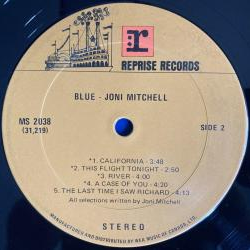 REPRISE RECORDS
BLUE - JONI MITCHELL
MS 2038
(31,219)
SIDE 2
*1. CALIFORNIA - 3:48
*2. THIS FLIGHT TONIGHT - 2:50
*3. RIVER - 4:00
*4. A CASE OF YOU - 4:20
5. THE LAST TIME I SAW RICHARD - 4:13
All selections written by Joni Mitchell
STEREO
MANUFACTURED AND DISTRIBUTED BY WEA MUSIC OF CANADA, LTD.